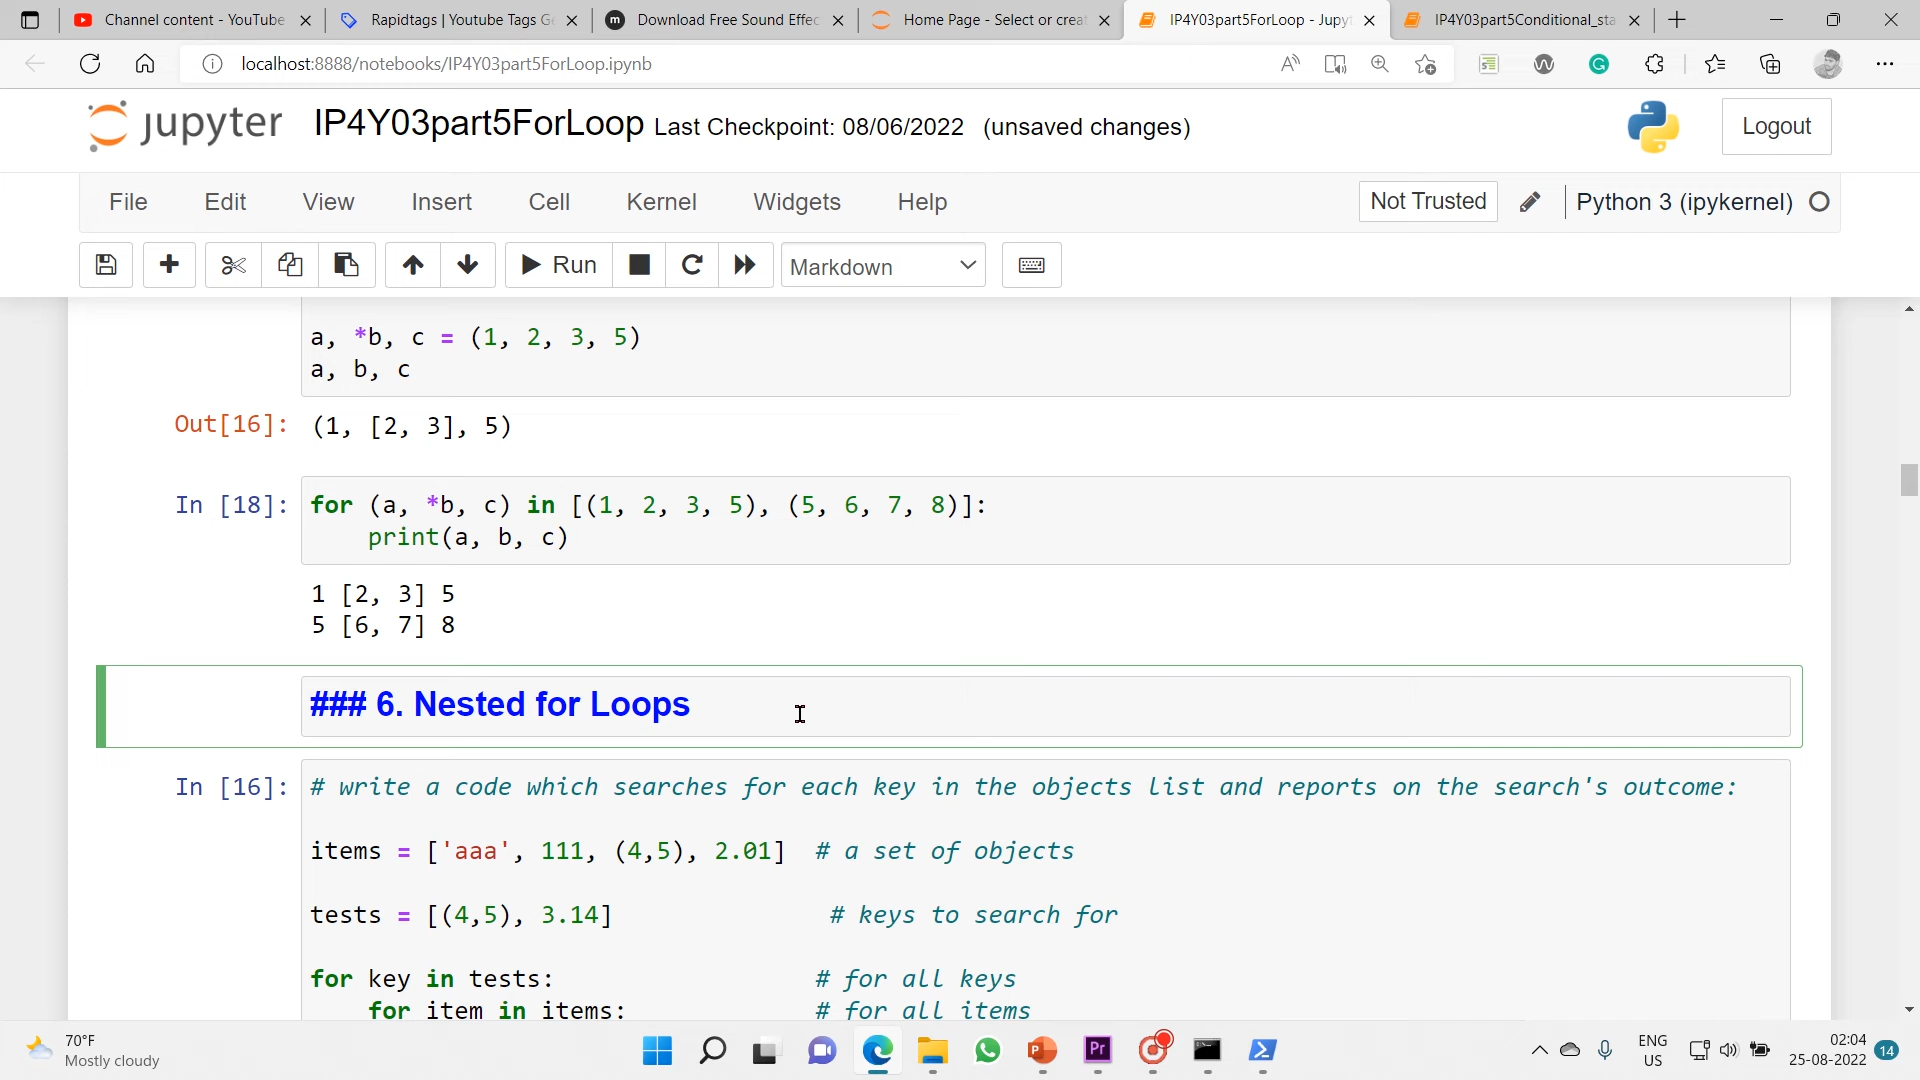 Channel content - YouTube
Rapidtags | Youtube Tags Ge
Download Free Sound Effec
Home Page - Select or creat
IP4Y03part5ForLoop - Jupyt
IP4Y03part5Conditional_sta
localhost:8888/notebooks/IP4Y03part5ForLoop.ipynb
jupyter IP4Y03part5ForLoop Last Checkpoint: 08/06/2022 (unsaved changes)
Logout
File Edit View Insert Cell Kernel Widgets Help
Not Trusted
Python 3 (ipykernel)
Run
Markdown
a, *b, c = (1, 2, 3, 5)
a, b, c
Out[16]: (1, [2, 3], 5)
In [18]: for (a, *b, c) in [(1, 2, 3, 5), (5, 6, 7, 8)]:
print(a, b, c)
1 [2, 3] 5
5 [6, 7] 8
### 6. Nested for Loops
In [16]: # write a code which searches for each key in the objects list and reports on the search's outcome:
items = ['aaa', 111, (4,5), 2.01] # a set of objects
tests = [(4,5), 3.14] # keys to search for
for key in tests: # for all keys
for item in items: # for all items
70°F
Mostly cloudy
Pr
ENG
US
02:04
25-08-2022
14